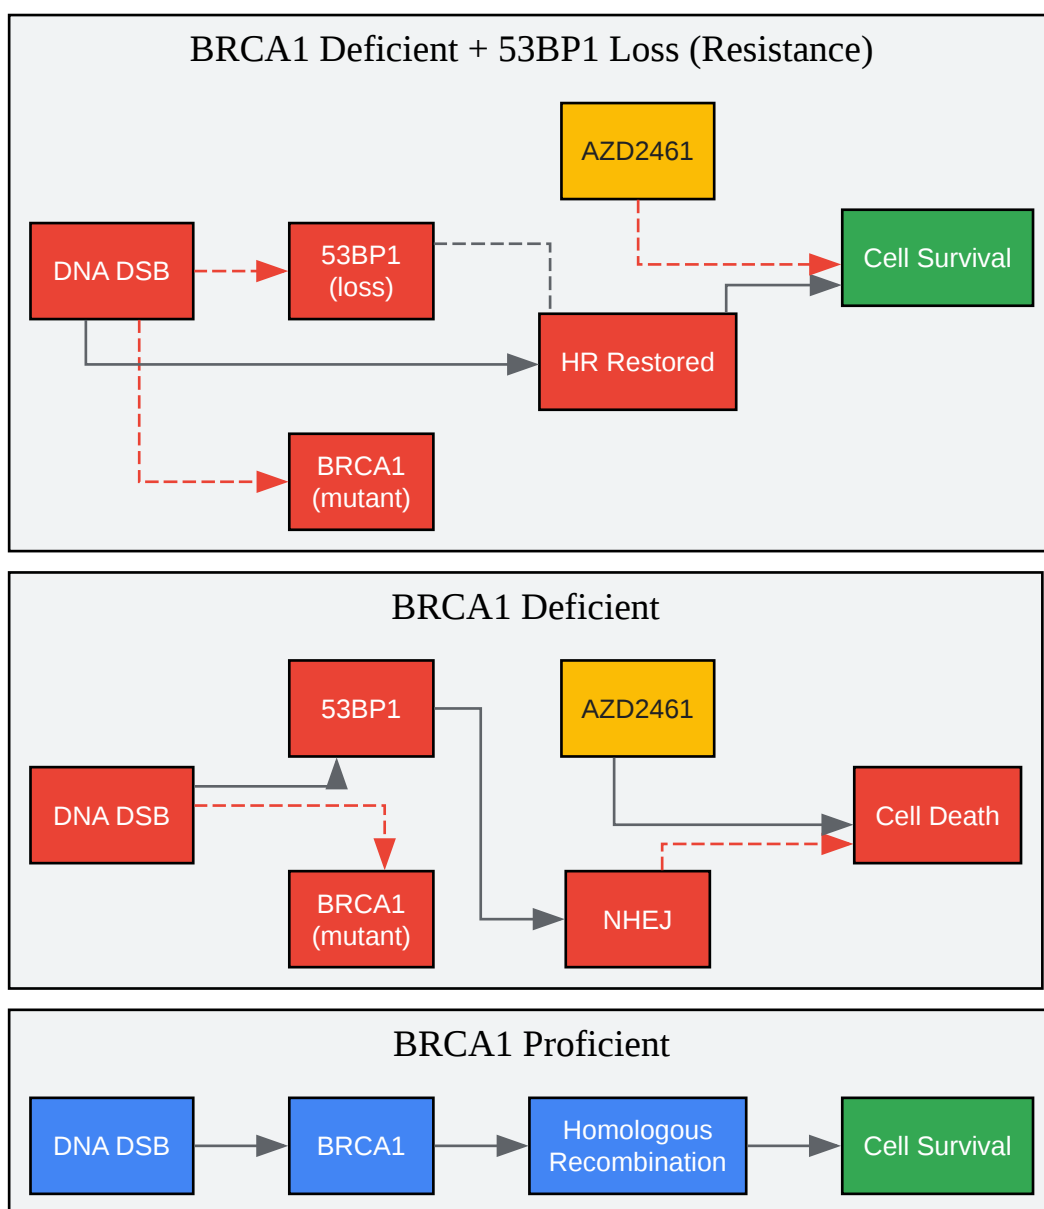 BRCA1 Deficient + 53BP1 Loss (Resistance)
AZD2461
DNA DSB
53BP1
(loss)
Cell Survival
HR Restored
BRCA1
(mutant)
BRCA1 Deficient
53BP1
AZD2461
DNA DSB
Cell Death
BRCA1
(mutant)
NHEJ
BRCA1 Proficient
DNA DSB
BRCA1
Homologous
Recombination
Cell Survival